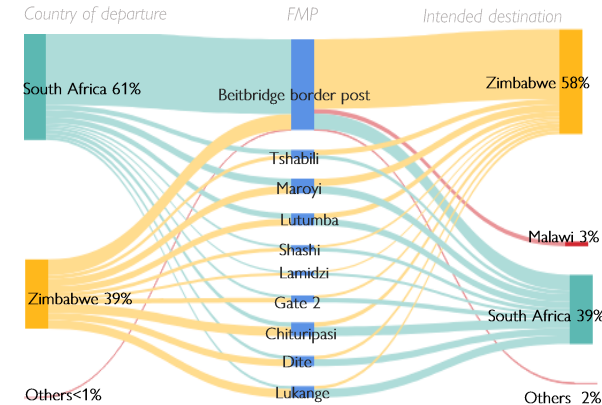 Country of departure
FMP
Intended destination
South Africa 61%
Zimbabwe 39%
Others<1%
Beitbridge border post
Tshabili
Maroyi
Lutumba
Shashi
Lamidzi
Gate 2
Chituripasi
Dite
Lukange
Zimbabwe 58%
Malawi 3%
South Africa 39%
Others 2%